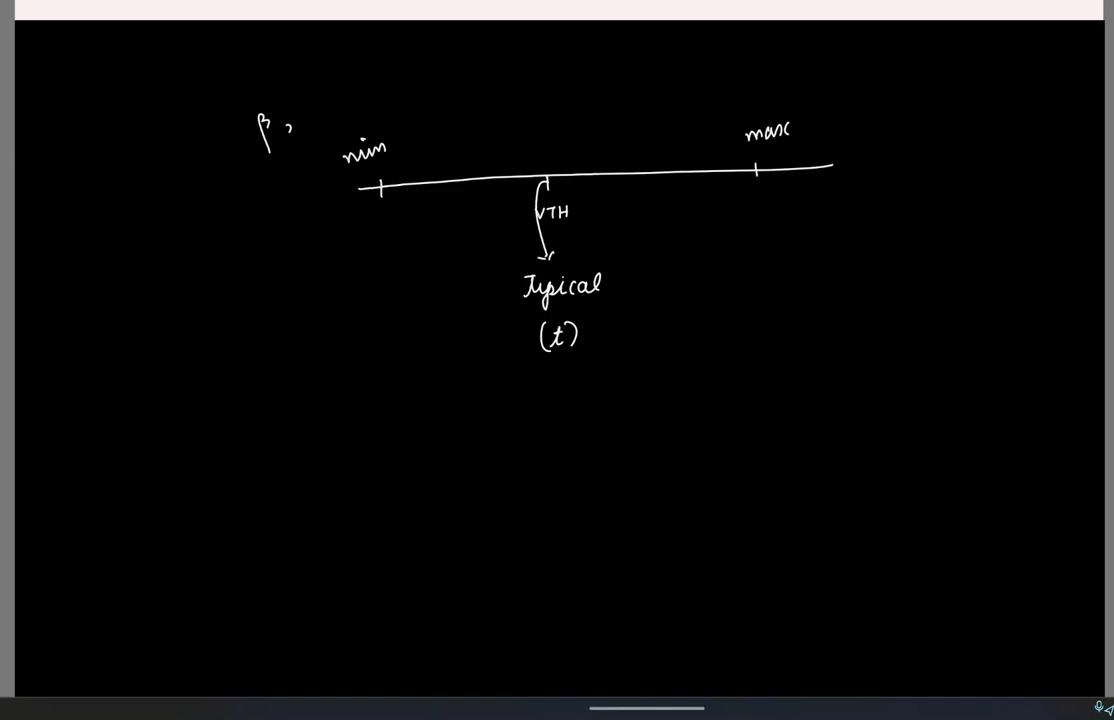 β,
min
max
VTH
Typical
(t)